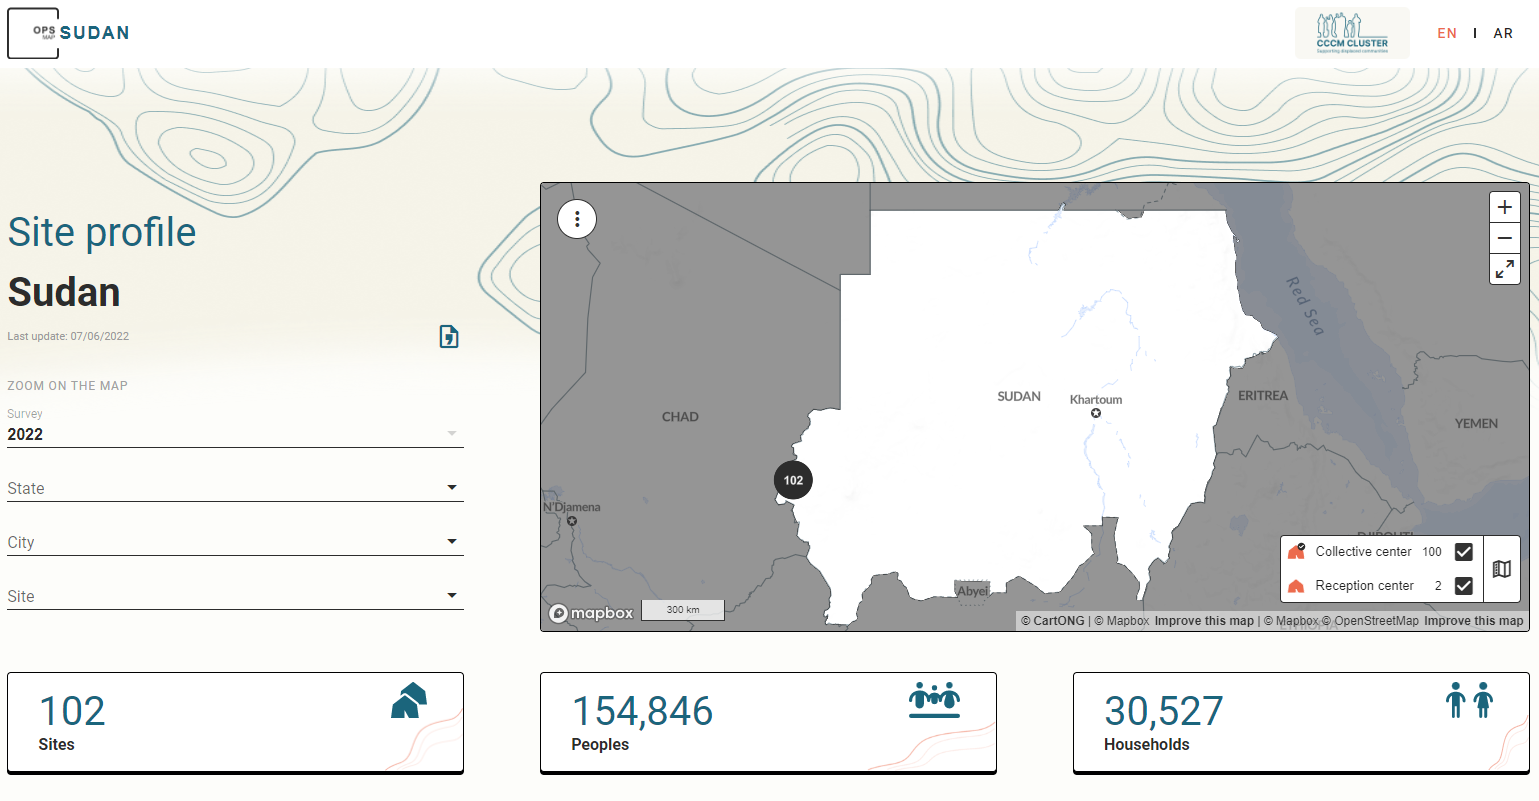 OPS
MAP
SUDAN
CCCM CLUSTER
Supporting displaced communities
EN
AR
Site profile
Sudan
Last update: 07/06/2022
ZOOM ON THE MAP
Survey
2022
State
City
Site
Red Sea
SUDAN
Khartoum
ERITREA
CHAD
YEMEN
102
N'Djamena
DJIBOUTI
Collective center 100
Reception center 2
Abyei
mapbox
300 km
© CartONG | © Mapbox Improve this map | © Mapbox © OpenStreetMap Improve this map
ETHIOPIA
102
Sites
154,846
Peoples
30,527
Households